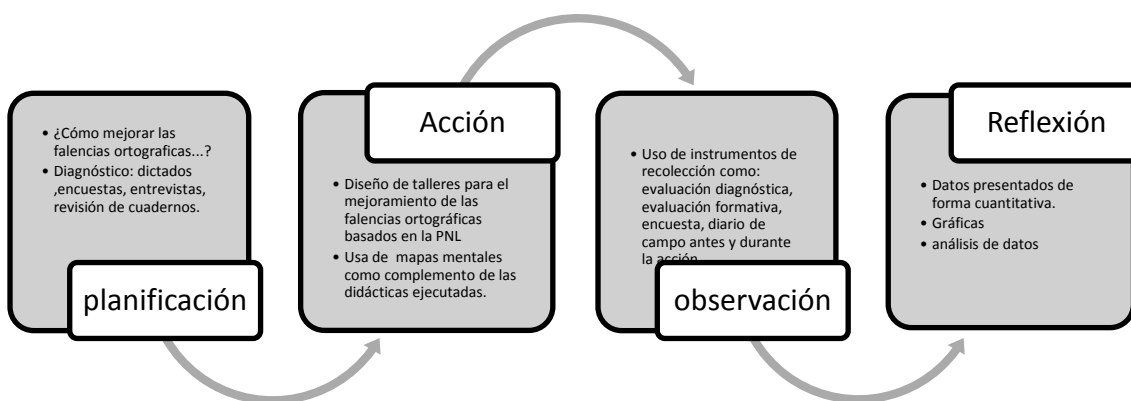 • ¿Cómo mejorar las
falencias ortograficas...?
• Diagnóstico: dictados
,encuestas, entrevistas,
revisión de cuadernos.
planificación
Acción
• Diseño de talleres para el
mejoramiento de las
falencias ortográficas
basados en la PNL
• Usa de  mapas mentales
como complemento de las
didácticas ejecutadas.
• Uso de instrumentos de
recolección como:
evaluación diagnóstica,
evaluación formativa,
encuesta, diario de
campo antes y durante
la acción
observación
Reflexión
• Datos presentados de
forma cuantitativa.
• Gráficas
• análisis de datos